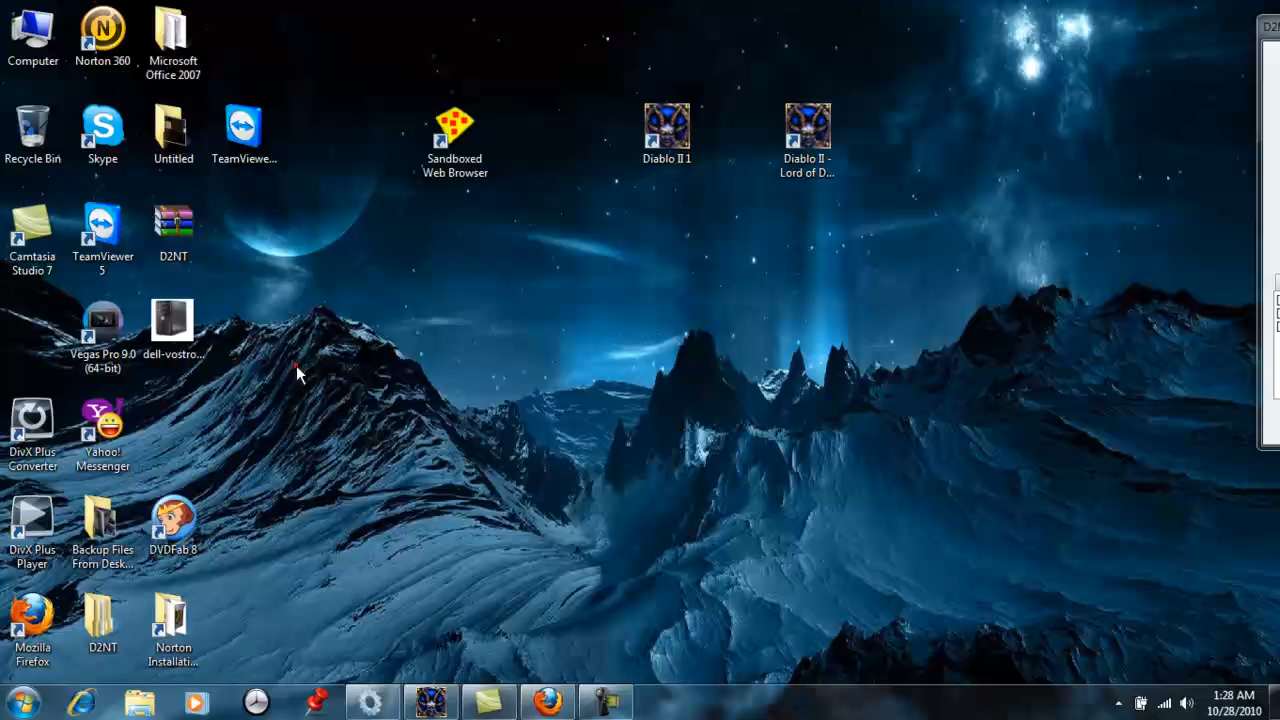 Computer
Norton 360
Microsoft
Office 2007
Recycle Bin
Skype
Untitled
TeamViewe...
Sandboxed
Web Browser
Diablo II 1
Diablo II -
Lord of D...
Camtasia
Studio 7
TeamViewer
5
D2NT
Vegas Pro 9.0
(64-bit)
dell-vostro...
DivX Plus
Converter
Yahoo!
Messenger
DivX Plus
Player
Backup Files
From Desk...
DVDFab 8
Mozilla
Firefox
D2NT
Norton
Installati...
1:28 AM
10/28/2010